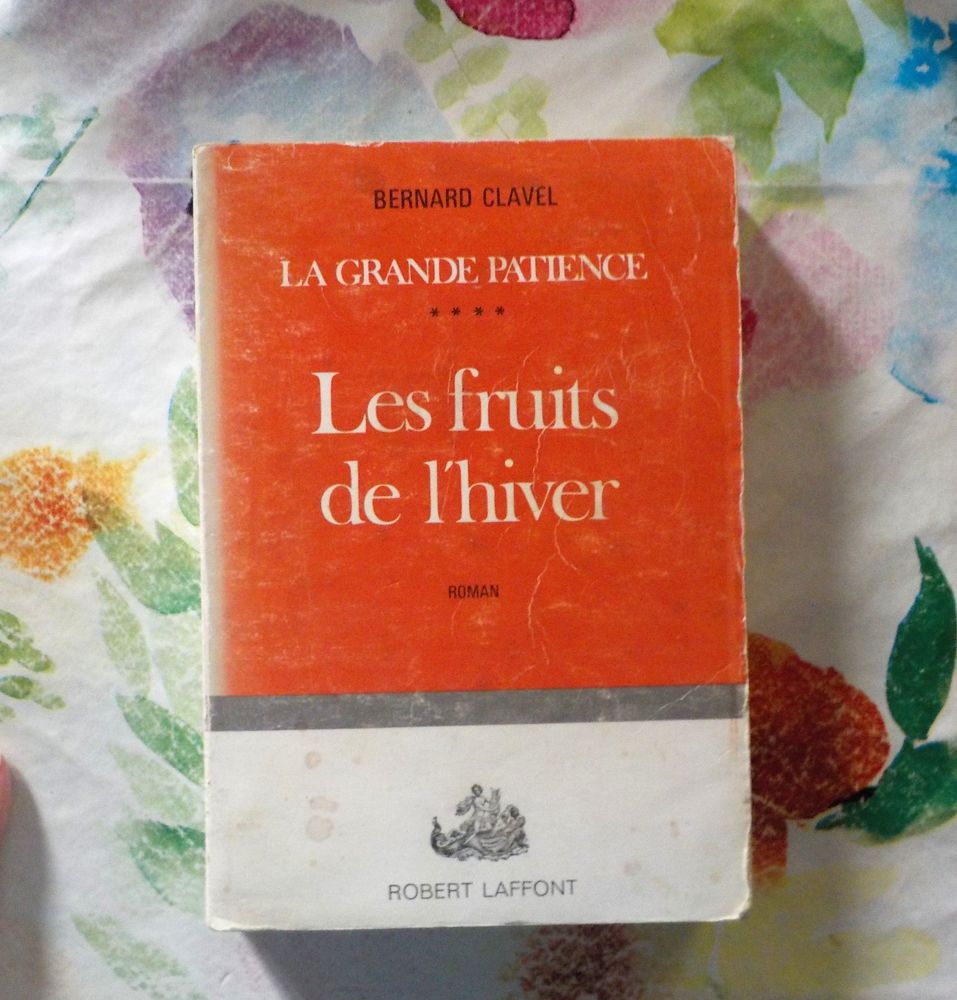 BERNARD CLAVEL
LA GRANDE PATIENCE
* * * *
Les fruits
de l'hiver
ROMAN
ROBERT LAFFONT